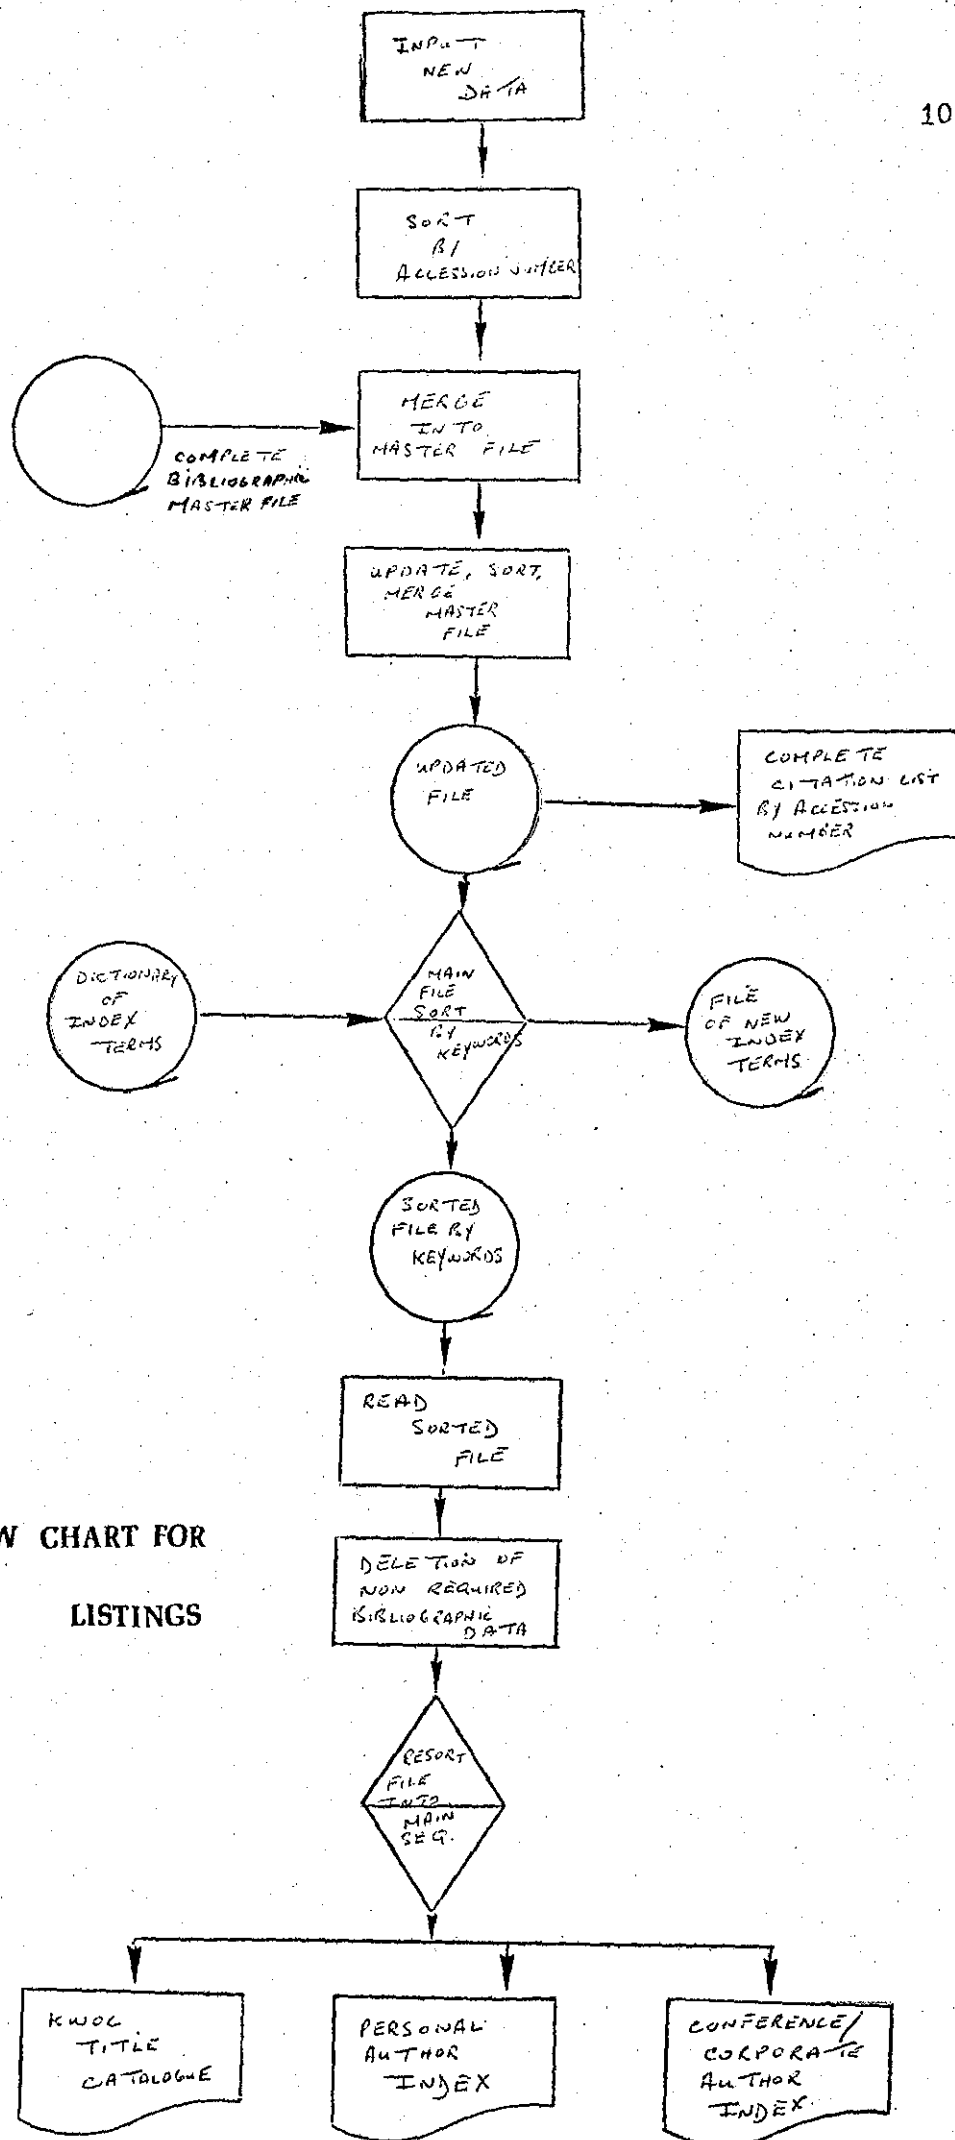 INPUT
NEW
DATA
10
SORT
BY
ACCESSION NUMBER
MERGE
INTO
MASTER FILE
COMPLETE
BIBLIOGRAPHIC
MASTER FILE
UPDATE, SORT,
MERGE
MASTER
FILE
UPDATED
FILE
COMPLETE
CITATION LIST
BY ACCESSION
NUMBER
DICTIONARY
OF
INDEX
TERMS
MAIN
FILE
SORT
BY
KEYWORDS
FILE
OF NEW
INDEX
TERMS
SORTED
FILE BY
KEYWORDS
READ
SORTED
FILE
W CHART FOR
LISTINGS
DELETION OF
NON REQUIRED
BIBLIOGRAPHIC
DATA
RESORT
FILE
INTO
MAIN
SEQ.
KWOC
TITLE
CATALOGUE
PERSONAL
AUTHOR
INDEX
CONFERENCE/
CORPORATE
AUTHOR
INDEX